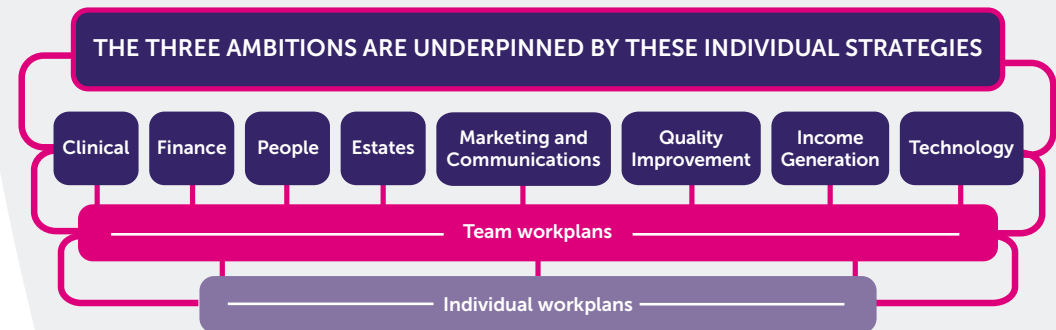 THE THREE AMBITIONS ARE UNDERPINNED BY THESE INDIVIDUAL STRATEGIES
Clinical
Finance
People
Estates
Marketing and
Communications
Quality
Improvement
Income
Generation
Technology
Team workplans
Individual workplans